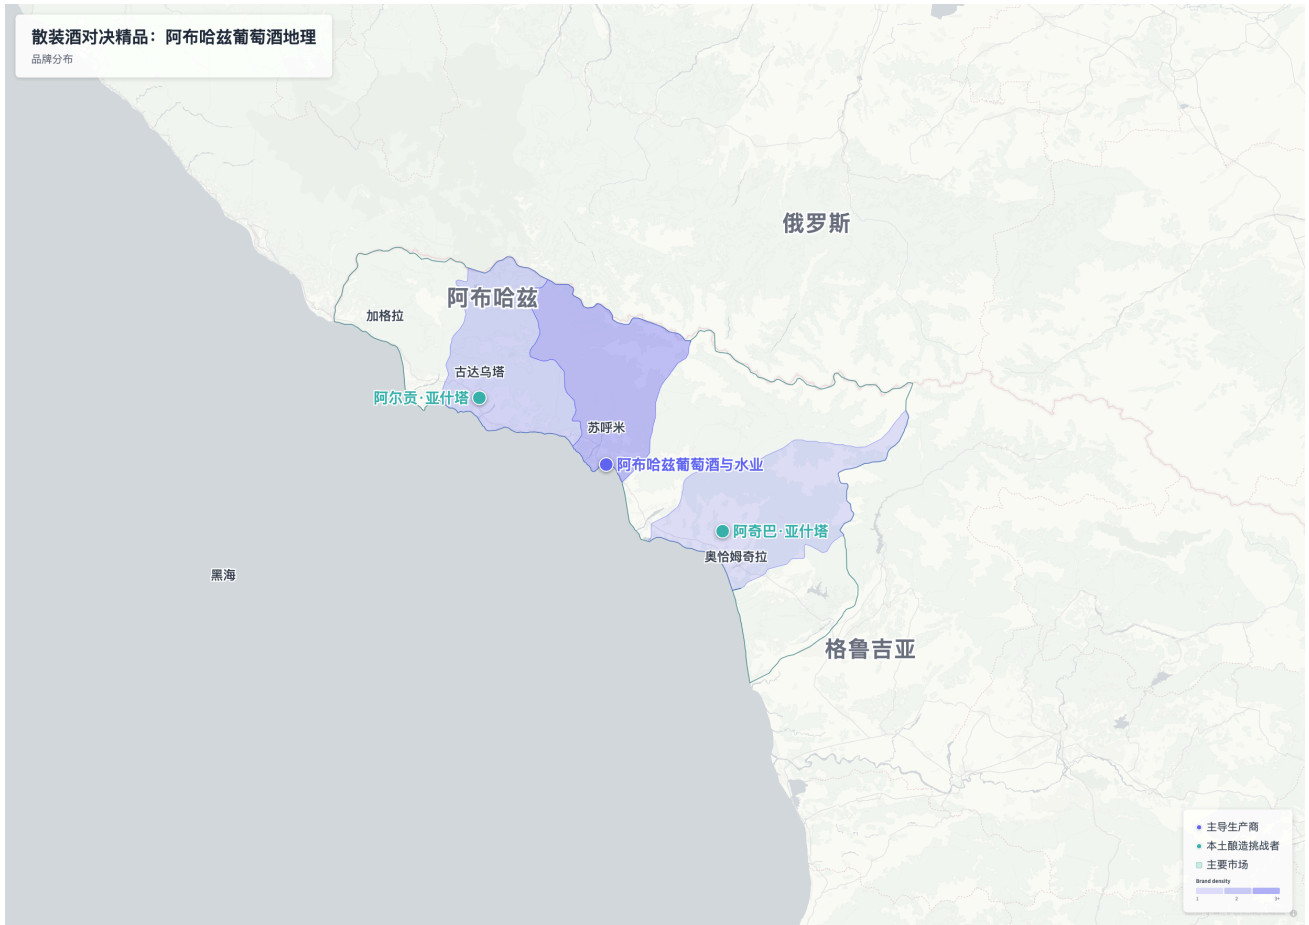 散装酒对决精品：阿布哈兹葡萄酒地理
品牌分布
俄罗斯
阿布哈兹
加格拉
古达乌塔
阿尔贡·亚什塔
苏呼米
阿布哈兹葡萄酒与水业
阿奇巴·亚什塔
奥恰姆奇拉
黑海
格鲁吉亚
主导生产商
本土酿造挑战者
主要市场
Brand density
1 2 3+